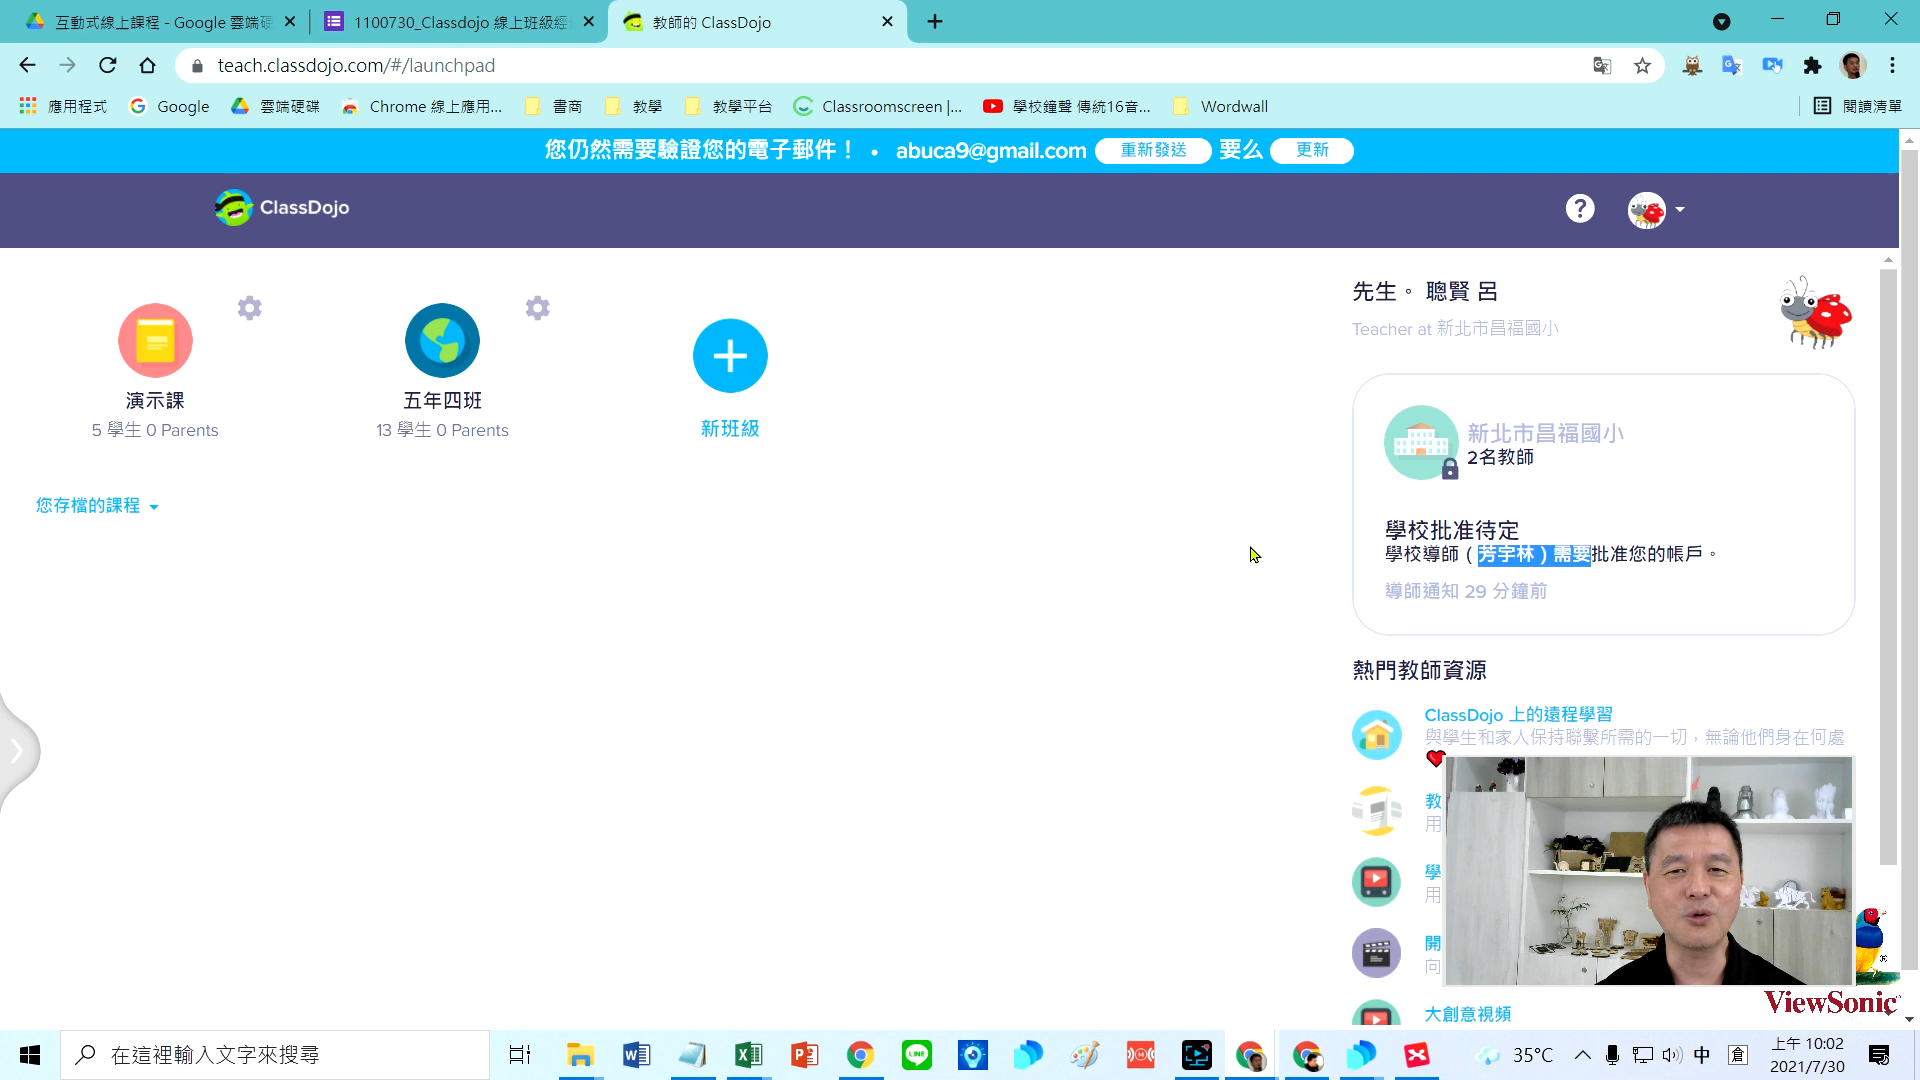 互動式線上課程 - Google 雲端硬
1100730_Classdojo 線上班級經
教師的 ClassDojo
teach.classdojo.com/#/launchpad
應用程式
Google
雲端硬碟
Chrome 線上應用...
書商
教學
教學平台
Classroomscreen |...
學校鐘聲 傳統16音...
Wordwall
閱讀清單
您仍然需要驗證您的電子郵件！ • abuca9@gmail.com 重新發送 要么 更新
ClassDojo
?
演示課
5 學生 0 Parents
五年四班
13 學生 0 Parents
新班級
您存檔的課程
先生。 聰賢 呂
Teacher at 新北市昌福國小
新北市昌福國小
2名教師
學校批准待定
學校導師（芳宇林）需要批准您的帳戶。
導師通知 29 分鐘前
熱門教師資源
ClassDojo 上的遠程學習
與學生和家人保持聯繫所需的一切，無論他們身在何處
教
用
學
用
開
向
大創意視頻
ViewSonic
在這裡輸入文字來搜尋
35°C
中
倉
上午 10:02
2021/7/30